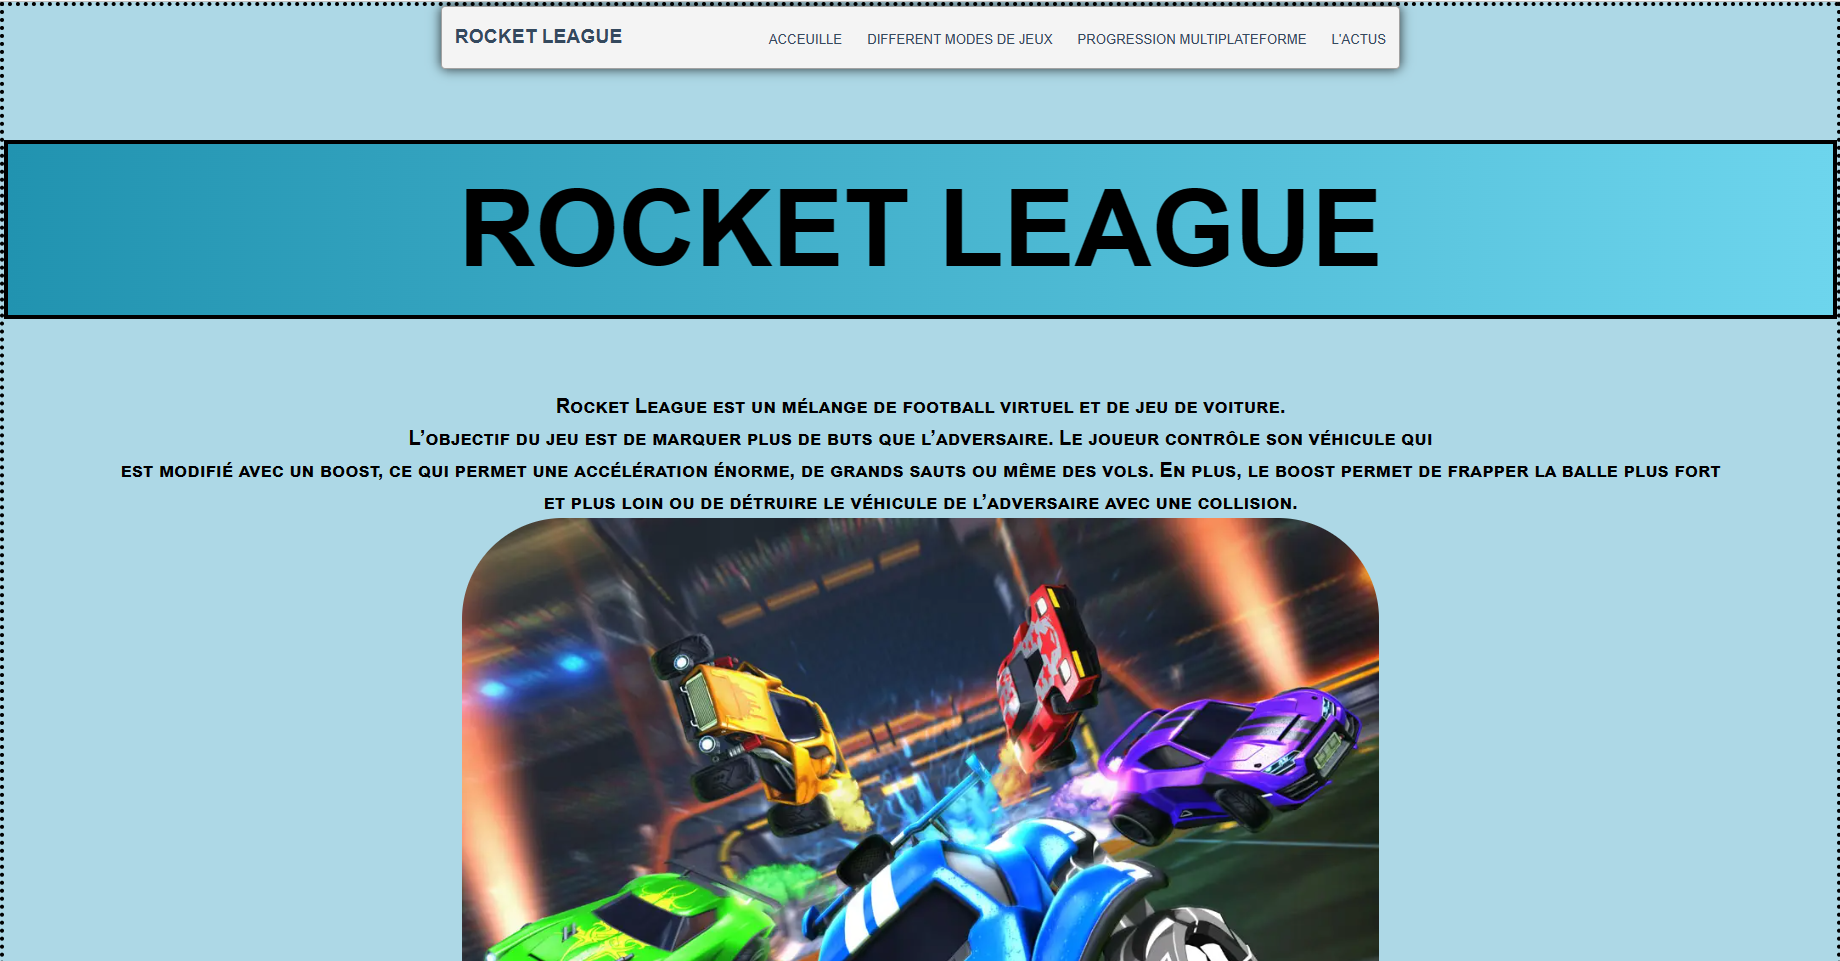 ROCKET LEAGUE
ACCEUILLE DIFFERENT MODES DE JEUX PROGRESSION MULTIPLATEFORME L'ACTUS
ROCKET LEAGUE
Rocket League est un mélange de football virtuel et de jeu de voiture.
L’objectif du jeu est de marquer plus de buts que l’adversaire. Le joueur contrôle son véhicule qui
est modifié avec un boost, ce qui permet une accélération énorme, de grands sauts ou même des vols. En plus, le boost permet de frapper la balle plus fort
et plus loin ou de détruire le véhicule de l’adversaire avec une collision.